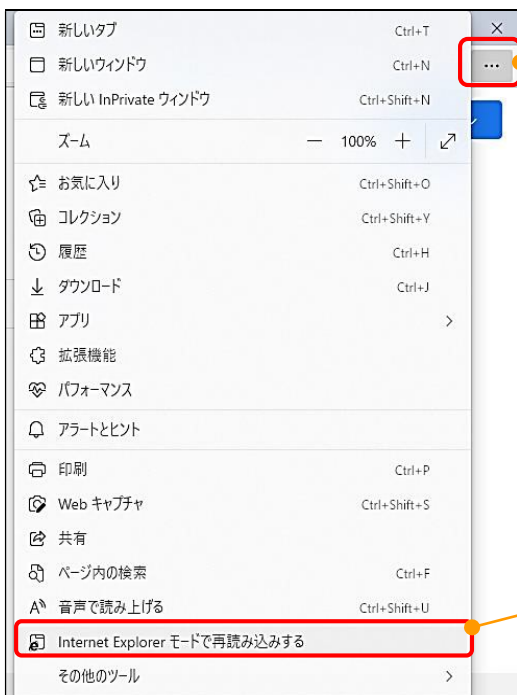 新しいタブ Ctrl+T
新しいウィンドウ Ctrl+N
新しい InPrivate ウィンドウ Ctrl+Shift+N
ズーム — 100% +
お気に入り Ctrl+Shift+O
コレクション Ctrl+Shift+Y
履歴 Ctrl+H
ダウンロード Ctrl+J
アプリ
拡張機能
パフォーマンス
アラートとヒント
印刷 Ctrl+P
Web キャプチャ Ctrl+Shift+S
共有
ページ内の検索 Ctrl+F
音声で読み上げる Ctrl+Shift+U
Internet Explorer モードで再読み込みする
その他のツール